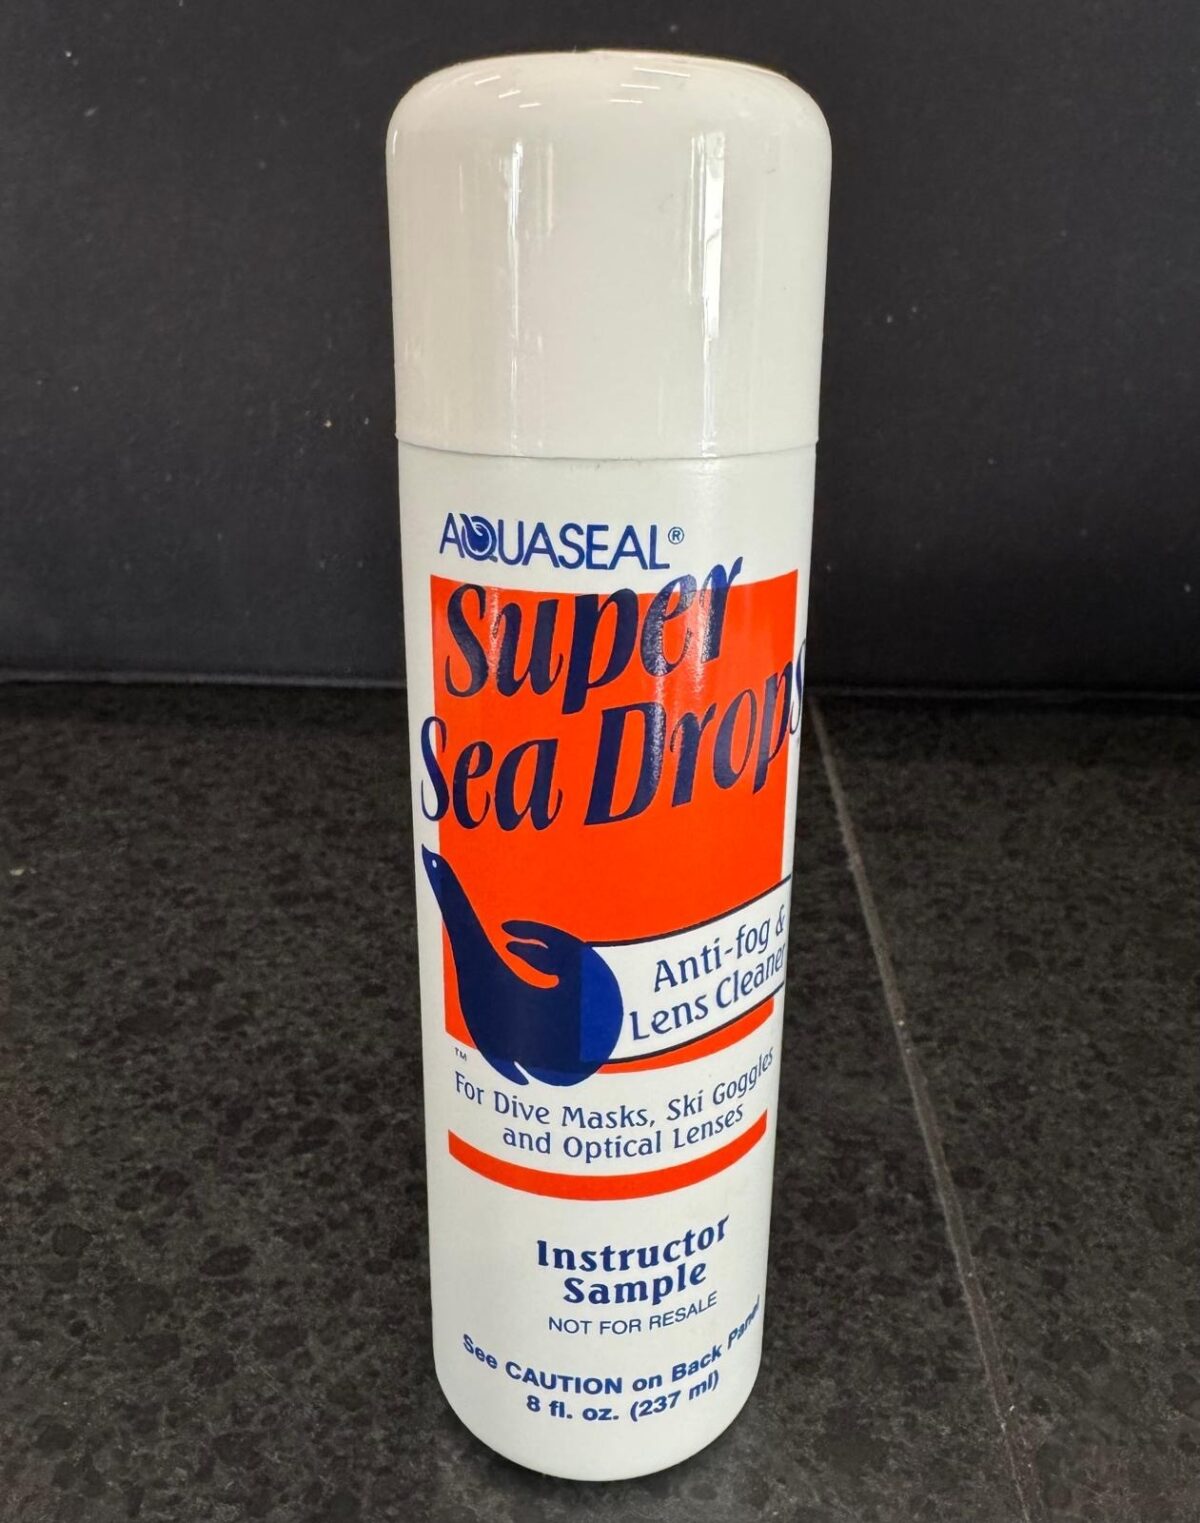 AQUASEAL®
Super
Sea Drops
Anti-fog &
Lens Cleaner
TM
For Dive Masks, Ski Goggles
and Optical Lenses
Instructor
Sample
NOT FOR RESALE
See CAUTION on Back Panel
8 fl. oz. (237 ml)